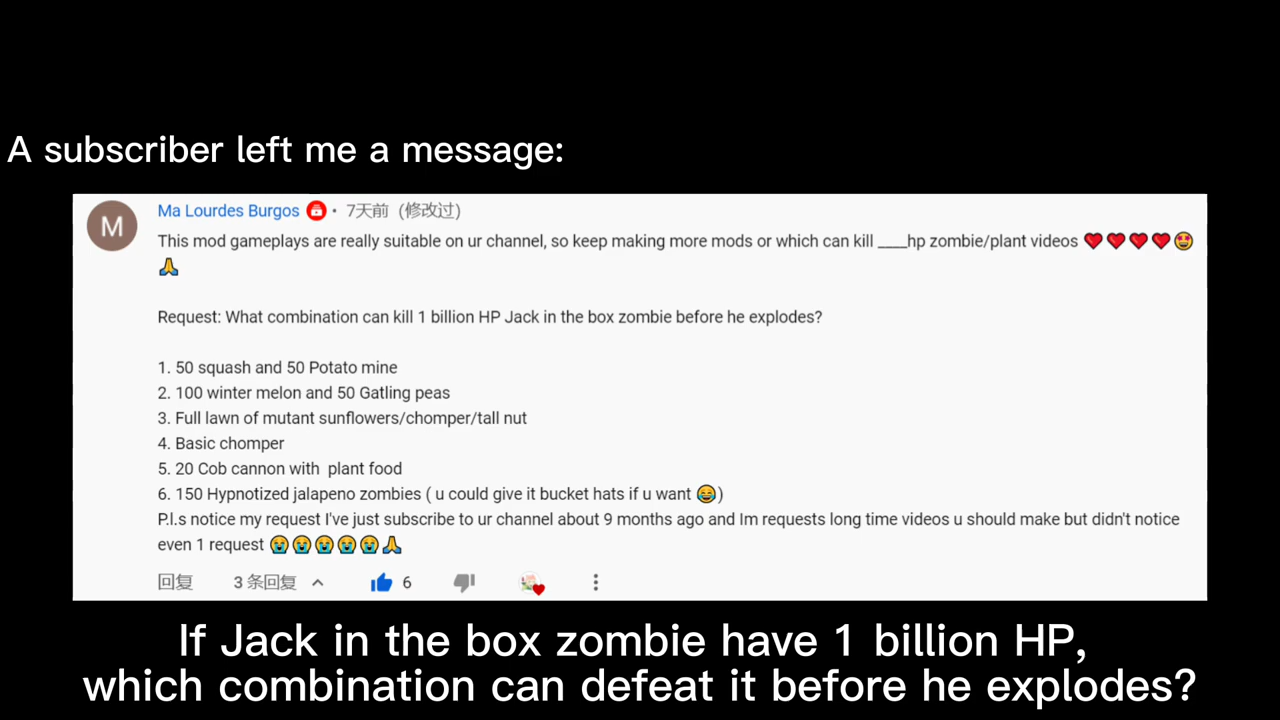 A subscriber left me a message:
M
Ma Lourdes Burgos • 7天前 (修改过)
This mod gameplays are really suitable on ur channel, so keep making more mods or which can kill ____hp zombie/plant videos ❤️❤️❤️❤️🤩
🙏
Request: What combination can kill 1 billion HP Jack in the box zombie before he explodes?
1. 50 squash and 50 Potato mine
2. 100 winter melon and 50 Gatling peas
3. Full lawn of mutant sunflowers/chomper/tall nut
4. Basic chomper
5. 20 Cob cannon with  plant food
6. 150 Hypnotized jalapeno zombies ( u could give it bucket hats if u want 😂)
P.l.s notice my request I've just subscribe to ur channel about 9 months ago and Im requests long time videos u should make but didn't notice
even 1 request 😭😭😭😭😭🙏
回复 3 条回复 6
If Jack in the box zombie have 1 billion HP,
which combination can defeat it before he explodes?